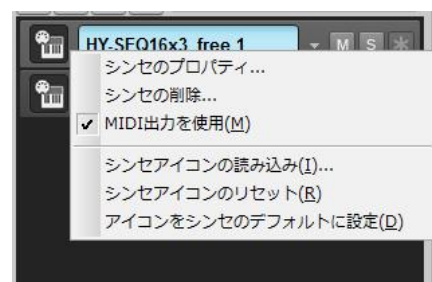 HY-SEQ16x3 free 1 M S
シンセのプロパティ...
シンセの削除...
✔ MIDI出力を使用(M)
シンセアイコンの読み込み(I)...
シンセアイコンのリセット(R)
アイコンをシンセのデフォルトに設定(D)